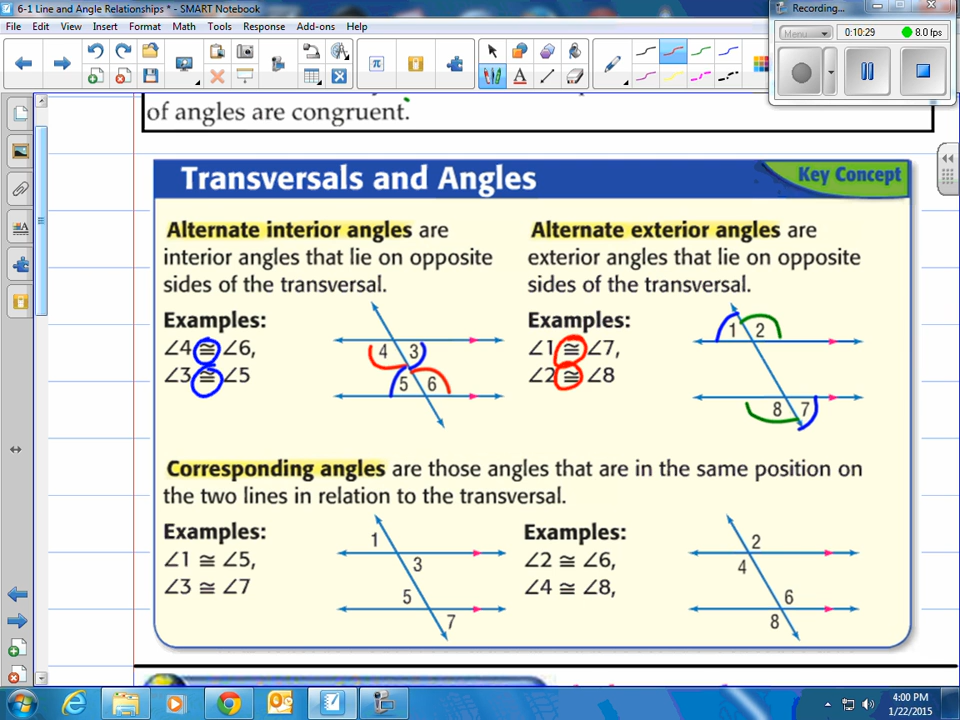 6-1 Line and Angle Relationships * - SMART Notebook
Recording...
File Edit View Insert Format Math Tools Response Add-ons Help
Menu
0:10:29
8.0 fps
of angles are congruent.
Transversals and Angles
Key Concept
Alternate interior angles are
interior angles that lie on opposite
sides of the transversal.
Examples:
∠4 ≅ ∠6,
∠3 ≅ ∠5
4 3
5 6
Alternate exterior angles are
exterior angles that lie on opposite
sides of the transversal.
Examples:
∠1 ≅ ∠7,
∠2 ≅ ∠8
1 2
8 7
Corresponding angles are those angles that are in the same position on
the two lines in relation to the transversal.
Examples:
∠1 ≅ ∠5,
∠3 ≅ ∠7
1
3
5
7
Examples:
∠2 ≅ ∠6,
∠4 ≅ ∠8,
2
4
6
8
4:00 PM
1/22/2015